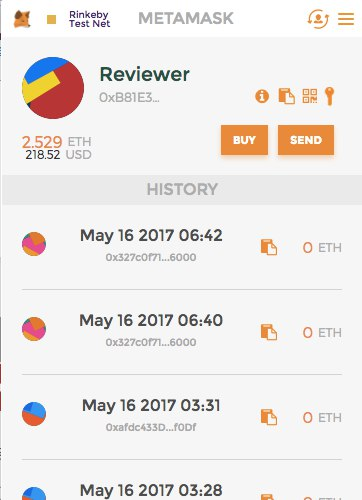 Rinkeby
Test Net
METAMASK
Reviewer
0xB81E3...
2.529 ETH
218.52 USD
BUY
SEND
HISTORY
May 16 2017 06:42
0x327c0f71...6000
0 ETH
May 16 2017 06:40
0x327c0f71...6000
0 ETH
May 16 2017 03:31
0xafdc433D...f0Df
0 ETH
May 16 2017 03:28
0 ETH